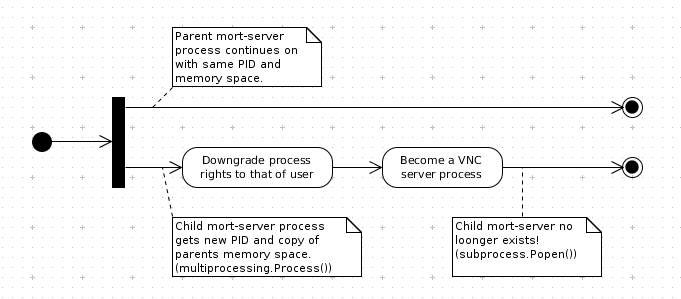 Parent mort-server
process continues on
with same PID and
memory space.
Downgrade process
rights to that of user
Become a VNC
server process
Child mort-server process
gets new PID and copy of
parents memory space.
(multiprocessing.Process())
Child mort-server no
loonger exists!
(subprocess.Popen())